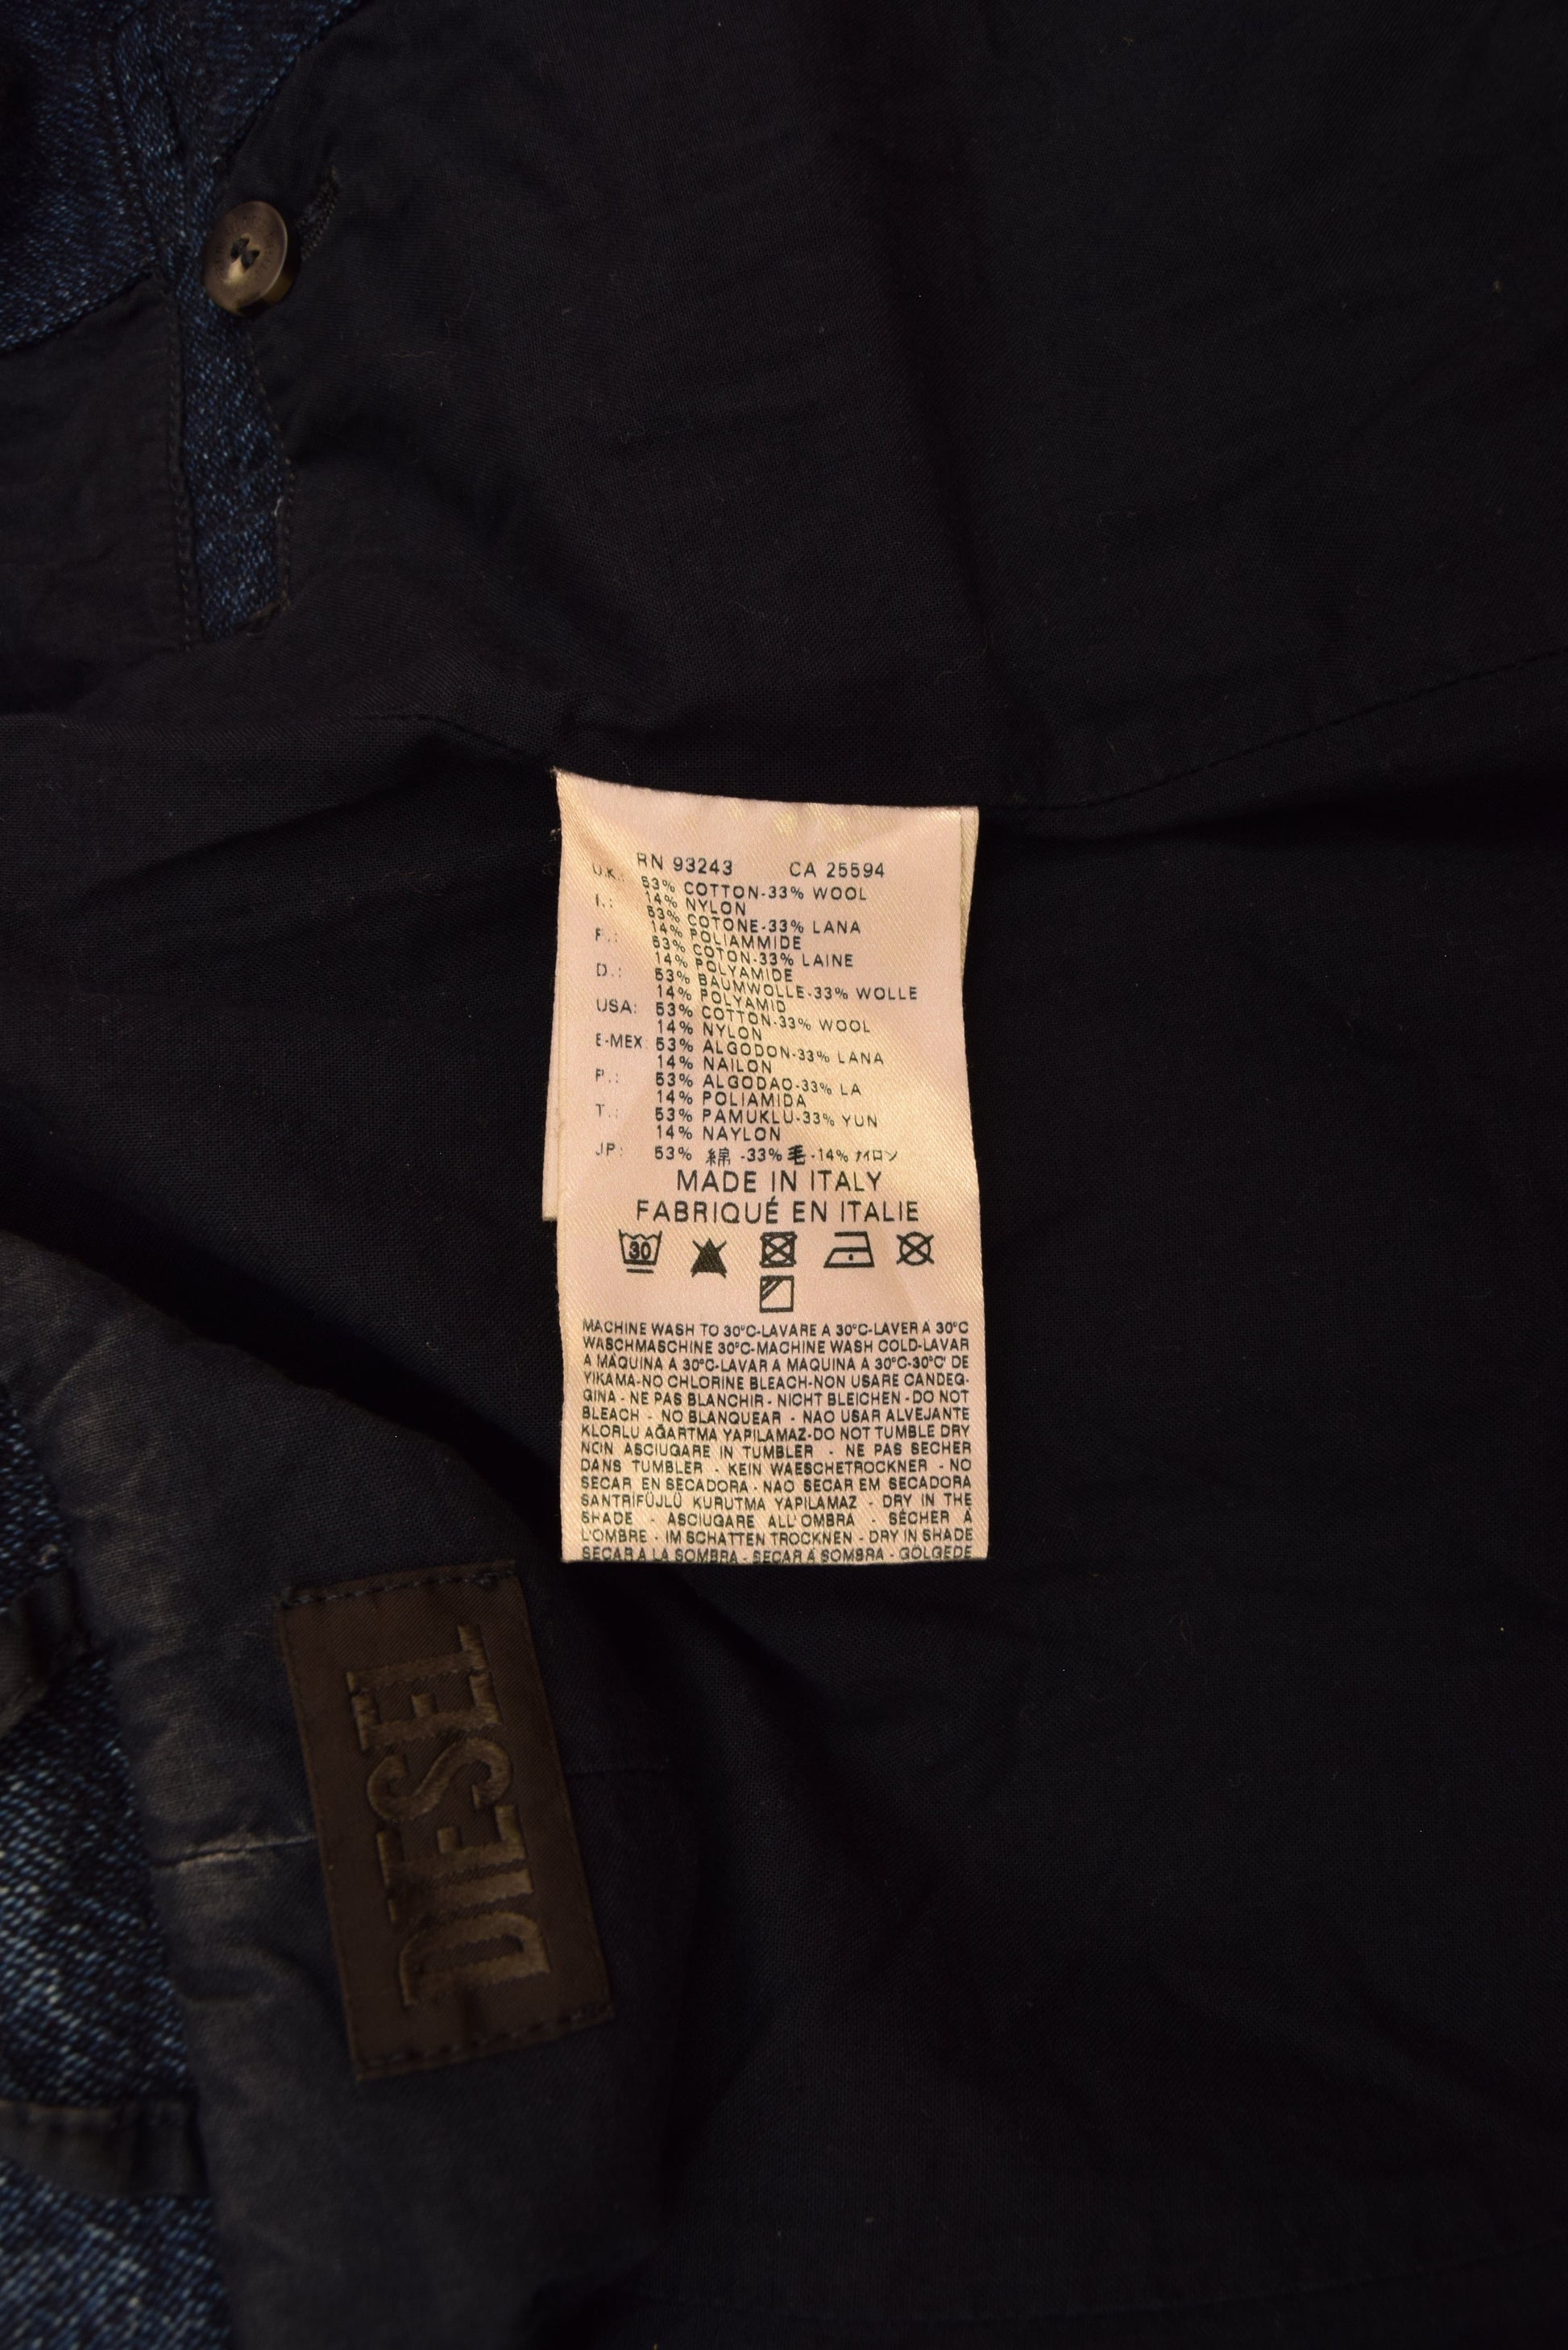 RN 93243 CA 25594
U.K.: 53% COTTON-33% WOOL
14% NYLON
I.: 53% COTONE-33% LANA
14% POLIAMMIDE
F.: 53% COTON-33% LAINE
14% POLYAMIDE
D.: 53% BAUMWOLLE-33% WOLLE
14% POLYAMID
USA: 53% COTTON-33% WOOL
14% NYLON
E-MEX: 53% ALGODON-33% LANA
14% NAILON
P.: 53% ALGODAO-33% LA
14% POLIAMIDA
T.: 53% PAMUKLU-33% YUN
14% NAYLON
JP: 53% 綿 -33% 毛 -14% ナイロン
MADE IN ITALY
FABRIQUÉ EN ITALIE
30
MACHINE WASH TO 30°C-LAVARE A 30°C-LAVER A 30°C
WASCHMASCHINE 30°C-MACHINE WASH COLD-LAVAR
A MAQUINA A 30°C-LAVAR A MAQUINA A 30°C-30°C' DE
YIKAMA-NO CHLORINE BLEACH-NON USARE CANDEG-
GINA - NE PAS BLANCHIR - NICHT BLEICHEN - DO NOT
BLEACH - NO BLANQUEAR - NAO USAR ALVEJANTE
KLORLU AĞARTMA YAPILAMAZ-DO NOT TUMBLE DRY
NON ASCIUGARE IN TUMBLER - NE PAS SECHER
DANS TUMBLER - KEIN WAESCHETROCKNER - NO
SECAR EN SECADORA - NAO SECAR EM SECADORA
SANTRİFÜJLÜ KURUTMA YAPILAMAZ - DRY IN THE
SHADE - ASCIUGARE ALL'OMBRA - SÉCHER À
L'OMBRE - IM SCHATTEN TROCKNEN - DRY IN SHADE
SECAR A LA SOMBRA - SECAR À SOMBRA - GÖLGEDE
DIESEL